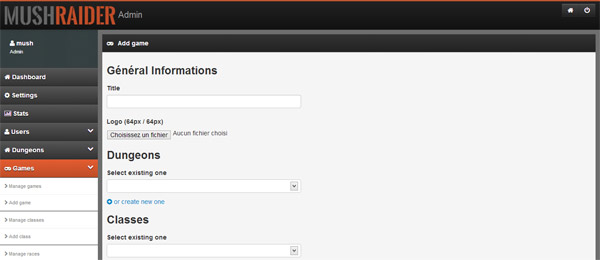 MUSHRAIDER Admin
mush
Admin
Dashboard
Settings
Stats
Users
Dungeons
Games
Manage games
Add game
Manage classes
Add class
Manage races
Add game
Général Informations
Title
Logo (64px / 64px)
Choisissez un fichier Aucun fichier choisi
Dungeons
Select existing one
or create new one
Classes
Select existing one